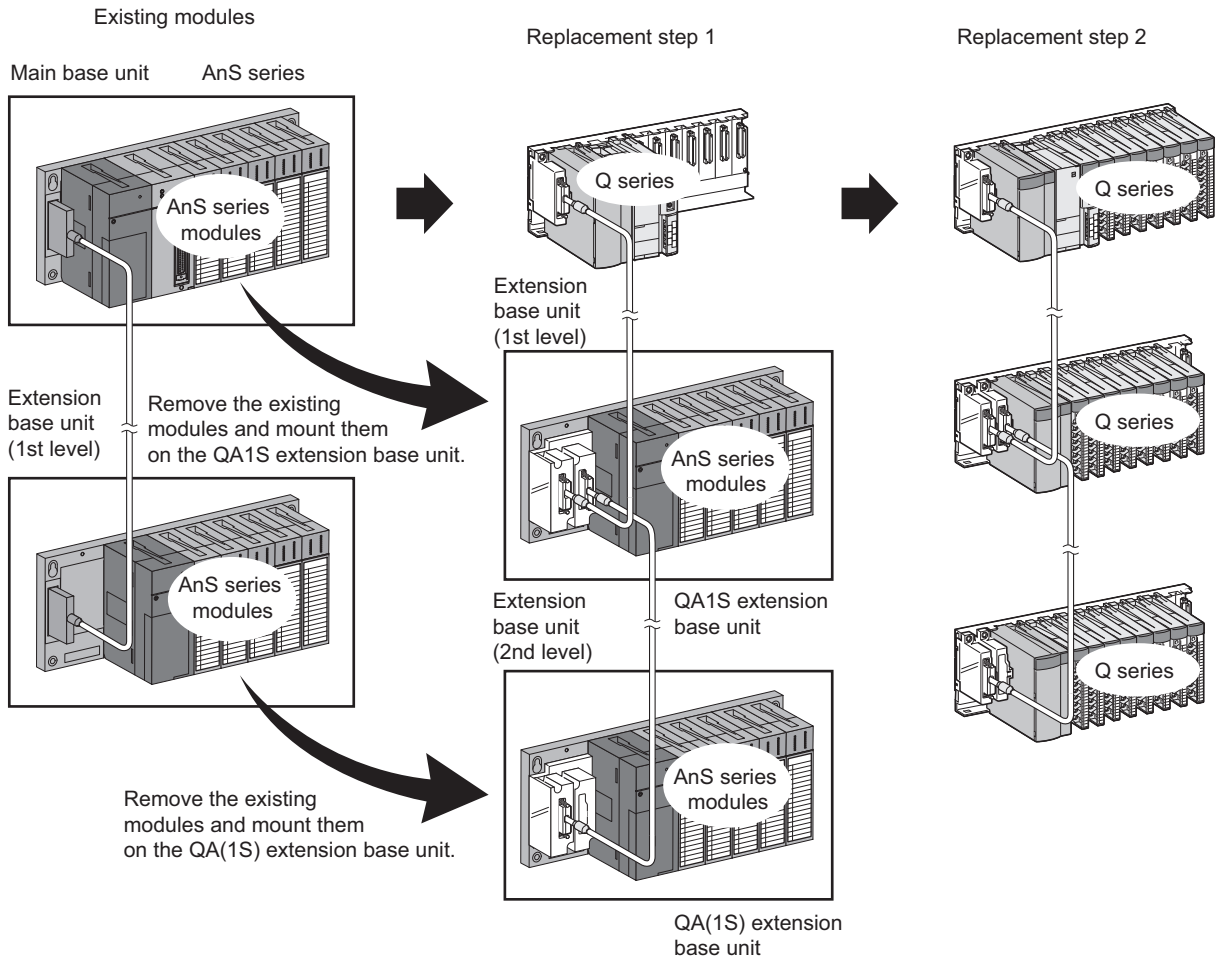 Existing modules
Replacement step 1
Replacement step 2
Main base unit
AnS series
AnS series
modules
Q series
Q series
Extension
base unit
(1st level)
Extension
base unit
(1st level)
Remove the existing
modules and mount them
on the QA1S extension base unit.
AnS series
modules
Q series
AnS series
modules
Extension
base unit
(2nd level)
QA1S extension
base unit
AnS series
modules
Q series
Remove the existing
modules and mount them
on the QA(1S) extension base unit.
QA(1S) extension
base unit